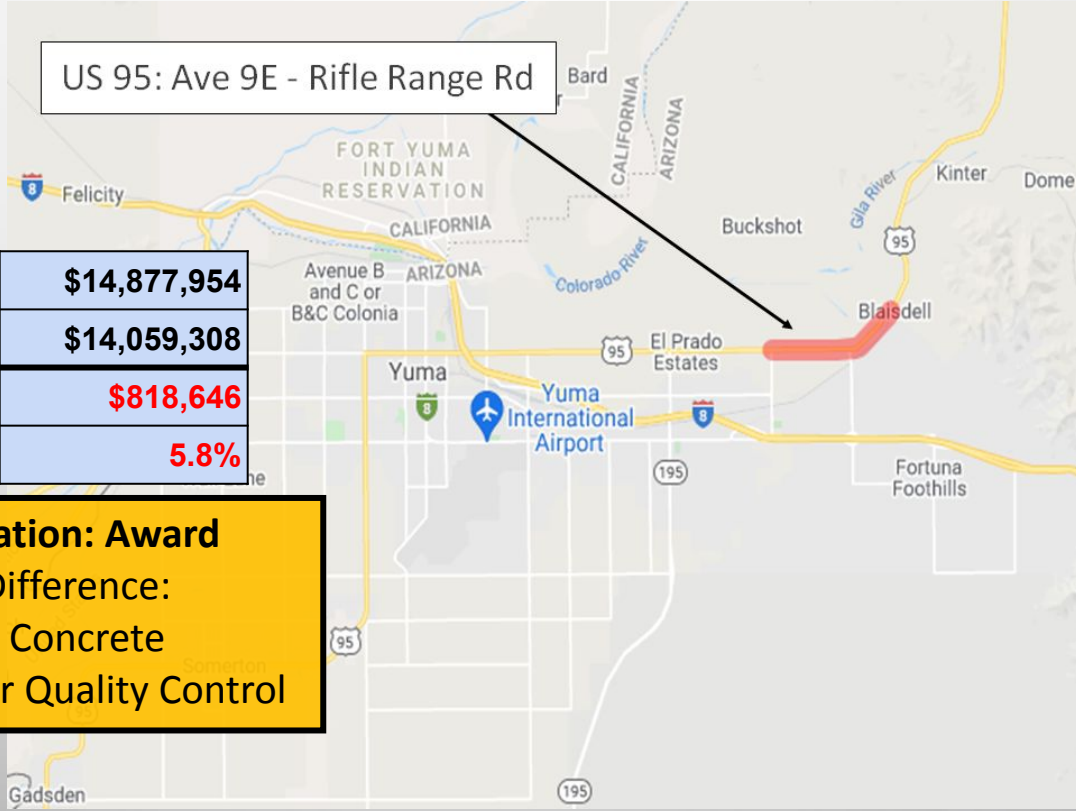 US 95: Ave 9E - Rifle Range Rd
Bard
CALIFORNIA
ARIZONA
FORT YUMA
INDIAN
RESERVATION
8
Felicity
Kinter
Dome
Gila River
Buckshot
95
CALIFORNIA
ARIZONA
Avenue B
and C or
B&C Colonia
Colorado River
$14,877,954
$14,059,308
$818,646
5.8%
Blaisdell
95
El Prado
Estates
Yuma
8
Yuma
International
Airport
8
195
Fortuna
Foothills
ation: Award
Difference:
Concrete
r Quality Control
95
Somerton
95
Gadsden
195